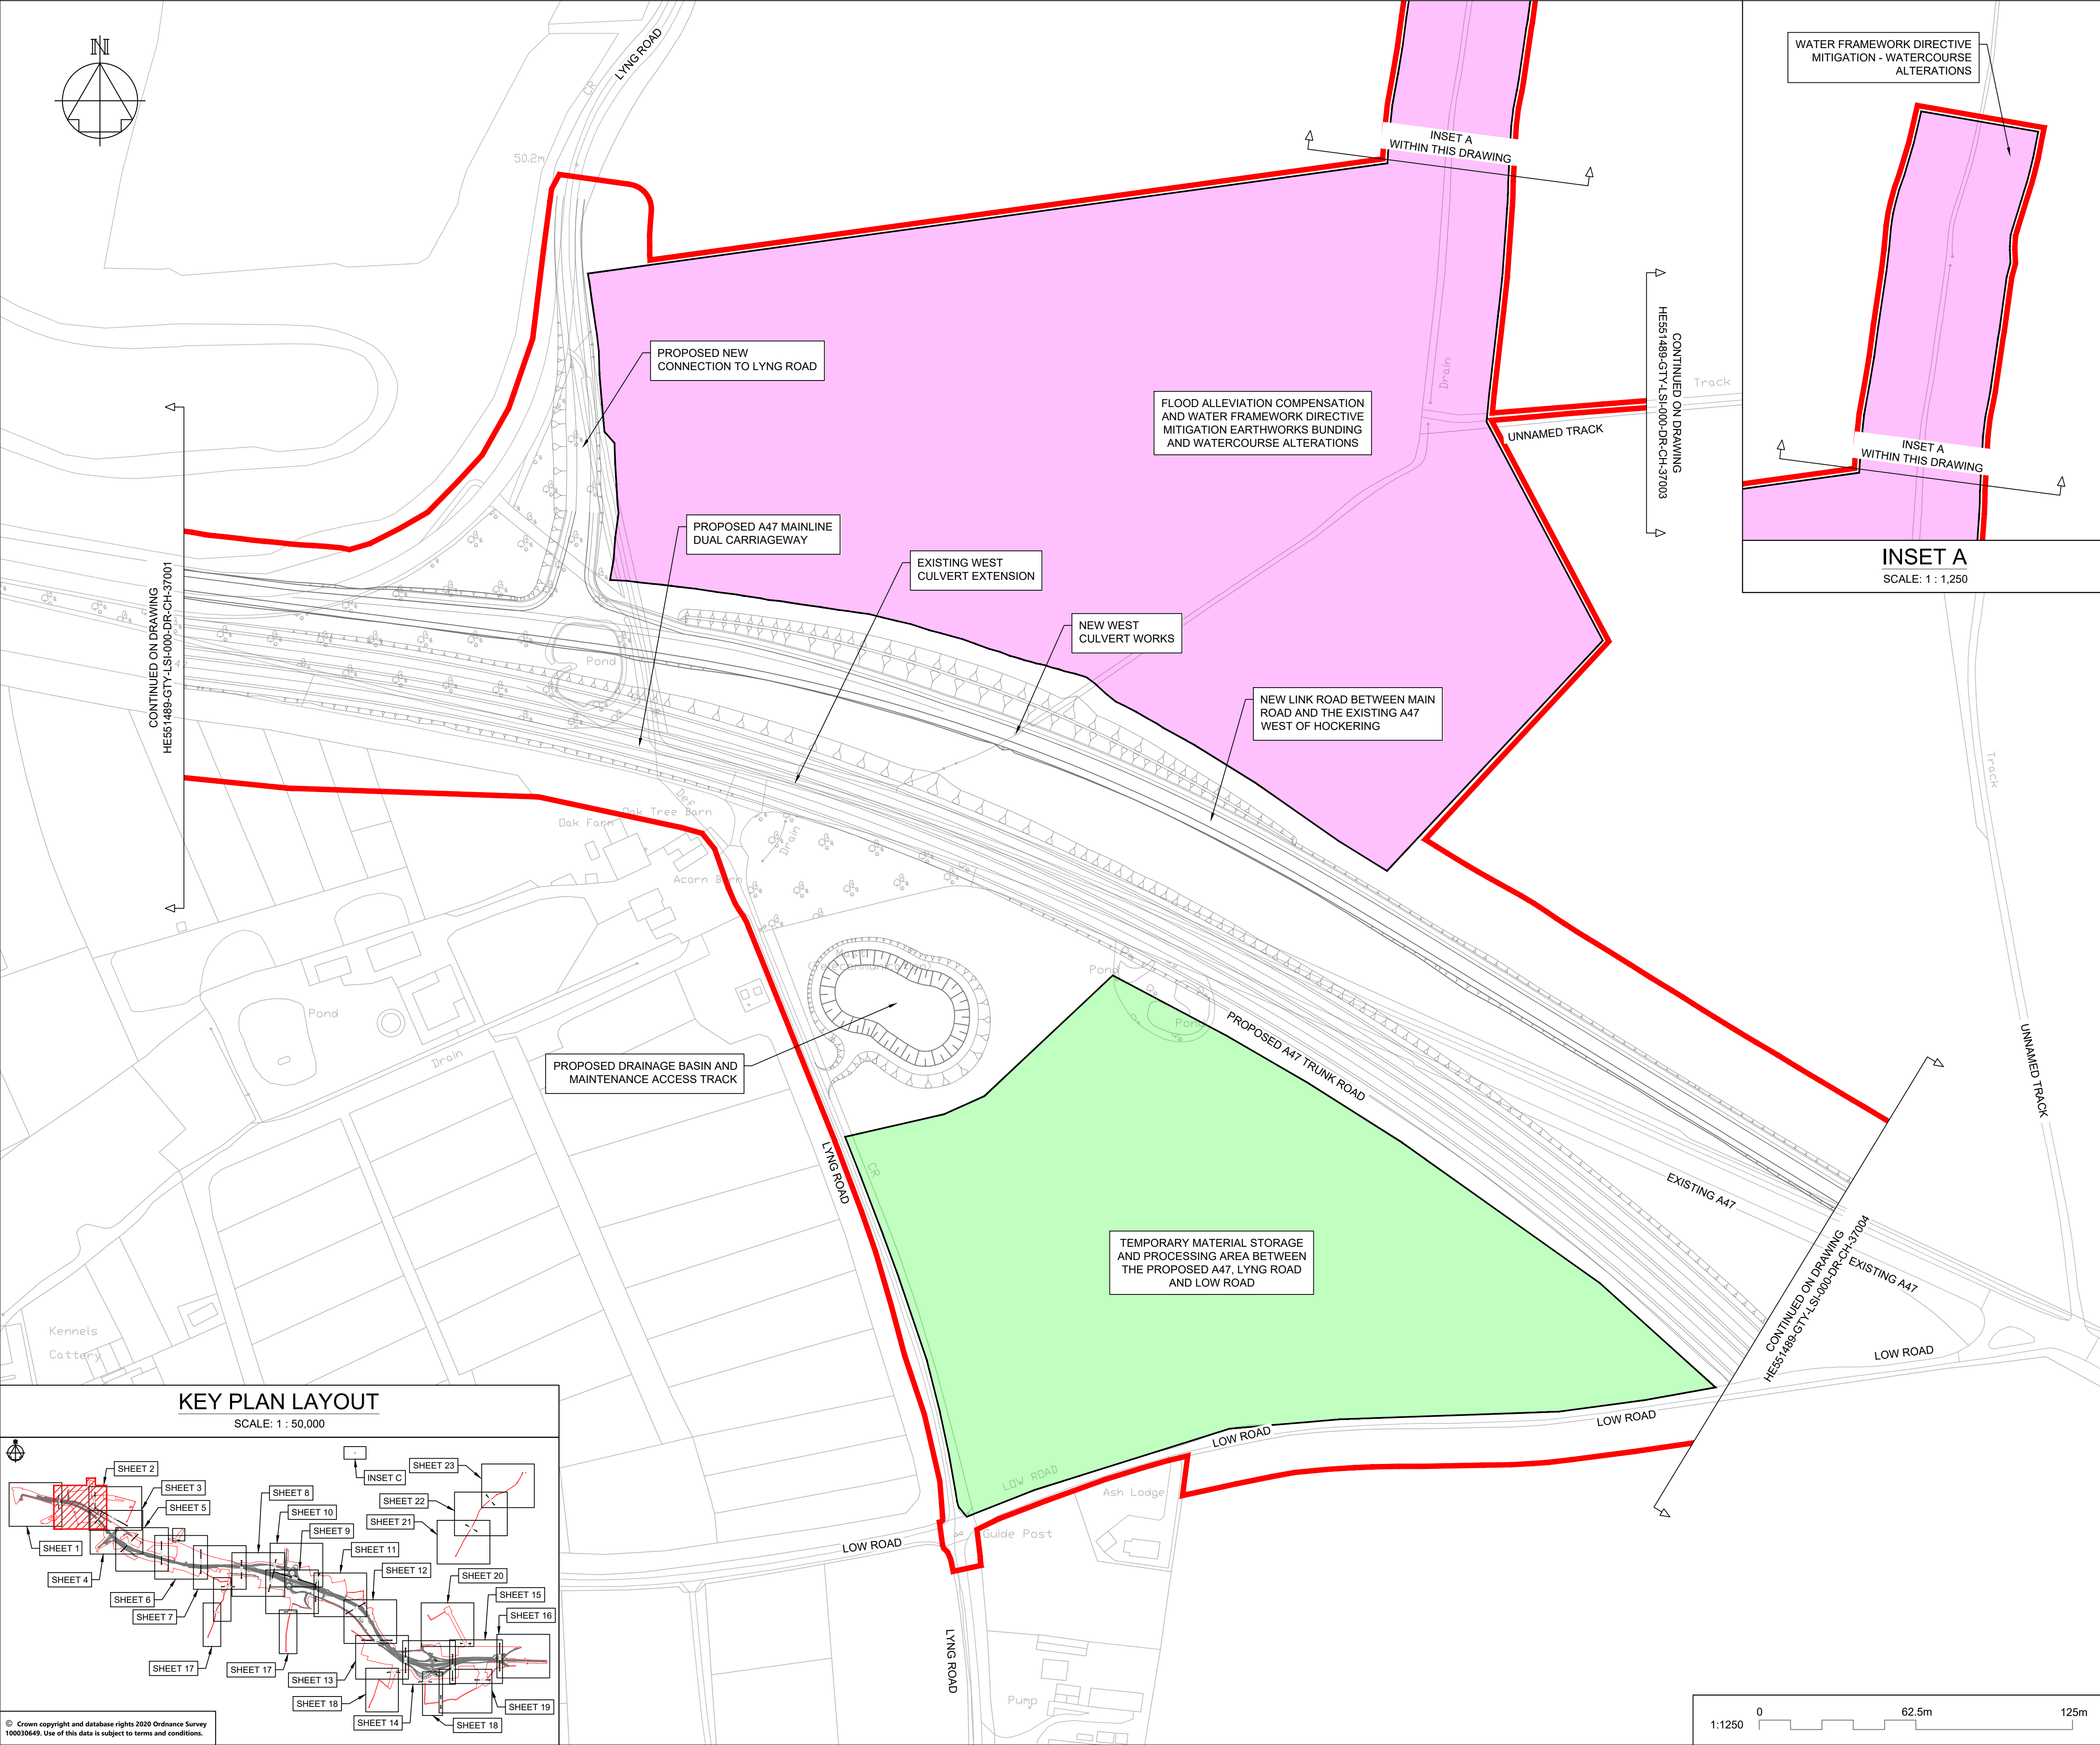 N
LYNG ROAD
CR
50.2m
WATER FRAMEWORK DIRECTIVE
MITIGATION - WATERCOURSE
ALTERATIONS
INSET A
WITHIN THIS DRAWING
INSET A
WITHIN THIS DRAWING
INSET A
SCALE: 1 : 1,250
PROPOSED NEW
CONNECTION TO LYNG ROAD
FLOOD ALLEVIATION COMPENSATION
AND WATER FRAMEWORK DIRECTIVE
MITIGATION EARTHWORKS BUNDING
AND WATERCOURSE ALTERATIONS
Drain
Track
UNNAMED TRACK
CONTINUED ON DRAWING
HE551489-GTY-LSI-000-DR-CH-37003
CONTINUED ON DRAWING
HE551489-GTY-LSI-000-DR-CH-37001
PROPOSED A47 MAINLINE
DUAL CARRIAGEWAY
EXISTING WEST
CULVERT EXTENSION
NEW WEST
CULVERT WORKS
NEW LINK ROAD BETWEEN MAIN
ROAD AND THE EXISTING A47
WEST OF HOCKERING
Pond
Track
Def
Oak Tree Barn
Oak Farm
Drain
Acorn Barn
Pond
Pond
Pond
Drain
PROPOSED DRAINAGE BASIN AND
MAINTENANCE ACCESS TRACK
PROPOSED A47 TRUNK ROAD
UNNAMED TRACK
LYNG ROAD
CR
EXISTING A47
EXISTING A47
TEMPORARY MATERIAL STORAGE
AND PROCESSING AREA BETWEEN
THE PROPOSED A47, LYNG ROAD
AND LOW ROAD
CONTINUED ON DRAWING
HE551489-GTY-LSI-000-DR-CH-37004
LOW ROAD
LOW ROAD
LOW ROAD
LOW ROAD
LOW ROAD
Ash Lodge
Guide Post
LYNG ROAD
Pump
Kennels
Cattery
KEY PLAN LAYOUT
SCALE: 1 : 50,000
SHEET 2
SHEET 3
SHEET 5
SHEET 1
SHEET 4
SHEET 6
SHEET 7
SHEET 8
SHEET 10
SHEET 9
SHEET 11
SHEET 12
INSET C
SHEET 23
SHEET 22
SHEET 21
SHEET 20
SHEET 15
SHEET 16
SHEET 17
SHEET 17
SHEET 13
SHEET 18
SHEET 14
SHEET 18
SHEET 19
© Crown copyright and database rights 2020 Ordnance Survey
100030649. Use of this data is subject to terms and conditions.
1:1250
0 62.5m 125m